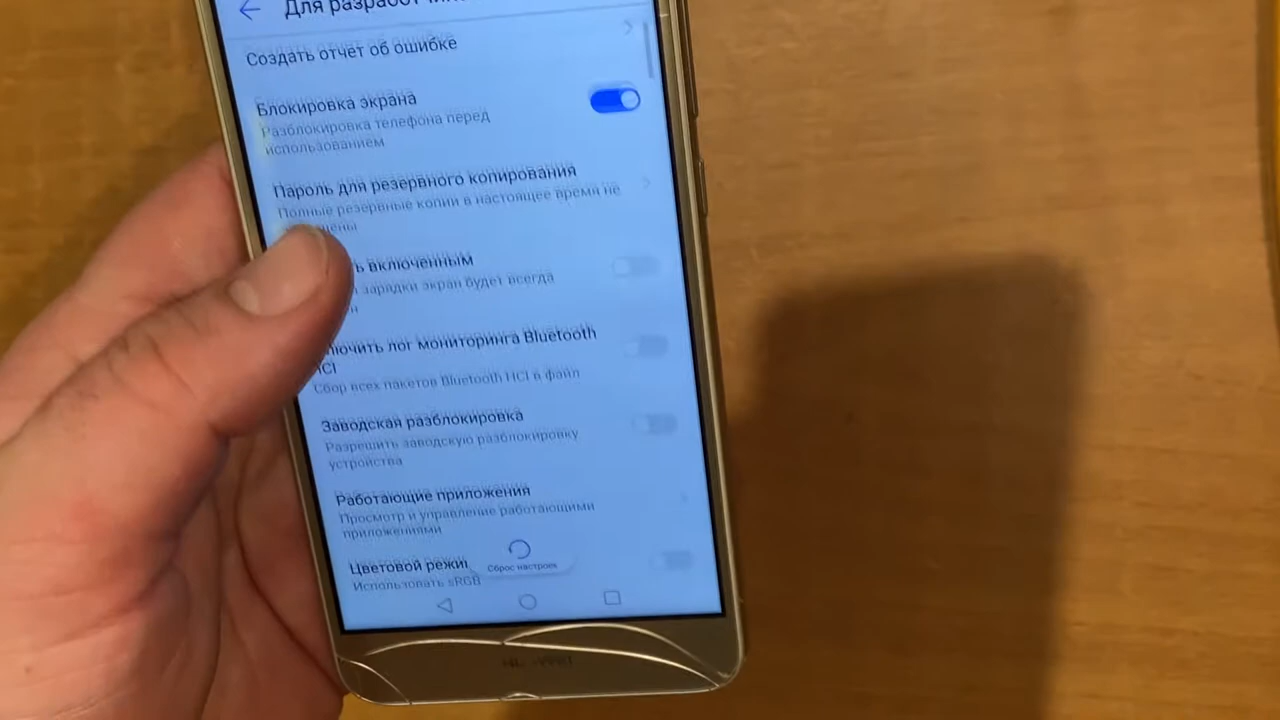 Для
Создать отчет об ошибке
Блокировка экрана
Разблокировка телефона перед
использованием
Пароль для резервного копирования
Полные резервные копии в настоящее время не
включенным
зарядки экран будет всегда
лог мониторинга Bluetooth
HCI
Сбор всех пакетов Bluetooth HCI в файл
Заводская разблокировка
Разрешить заводскую разблокировку
устройства
Работающие приложения
Просмотр и управление работающими
приложениями
Цветовой
Использовать sRGB
Сброс настроек